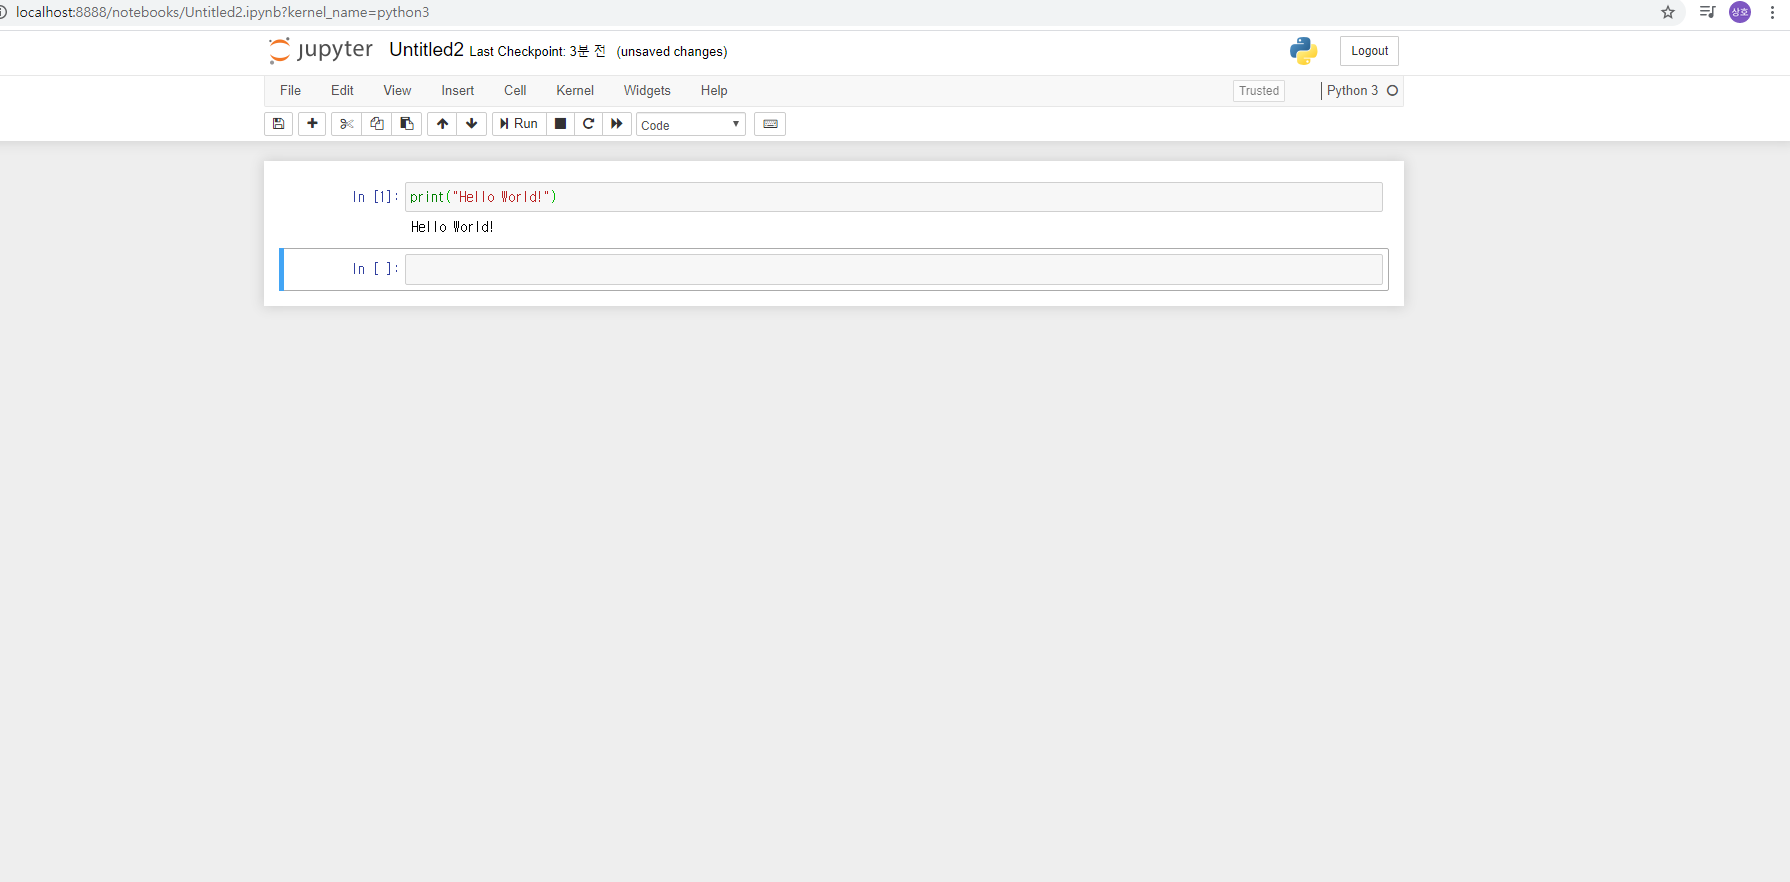 localhost:8888/notebooks/Untitled2.ipynb?kernel_name=python3
상호
jupyter Untitled2 Last Checkpoint: 3분 전 (unsaved changes)
Logout
File Edit View Insert Cell Kernel Widgets Help
Trusted
Python 3
Run
Code
In [1]: print("Hello World!")
Hello World!
In [ ]: